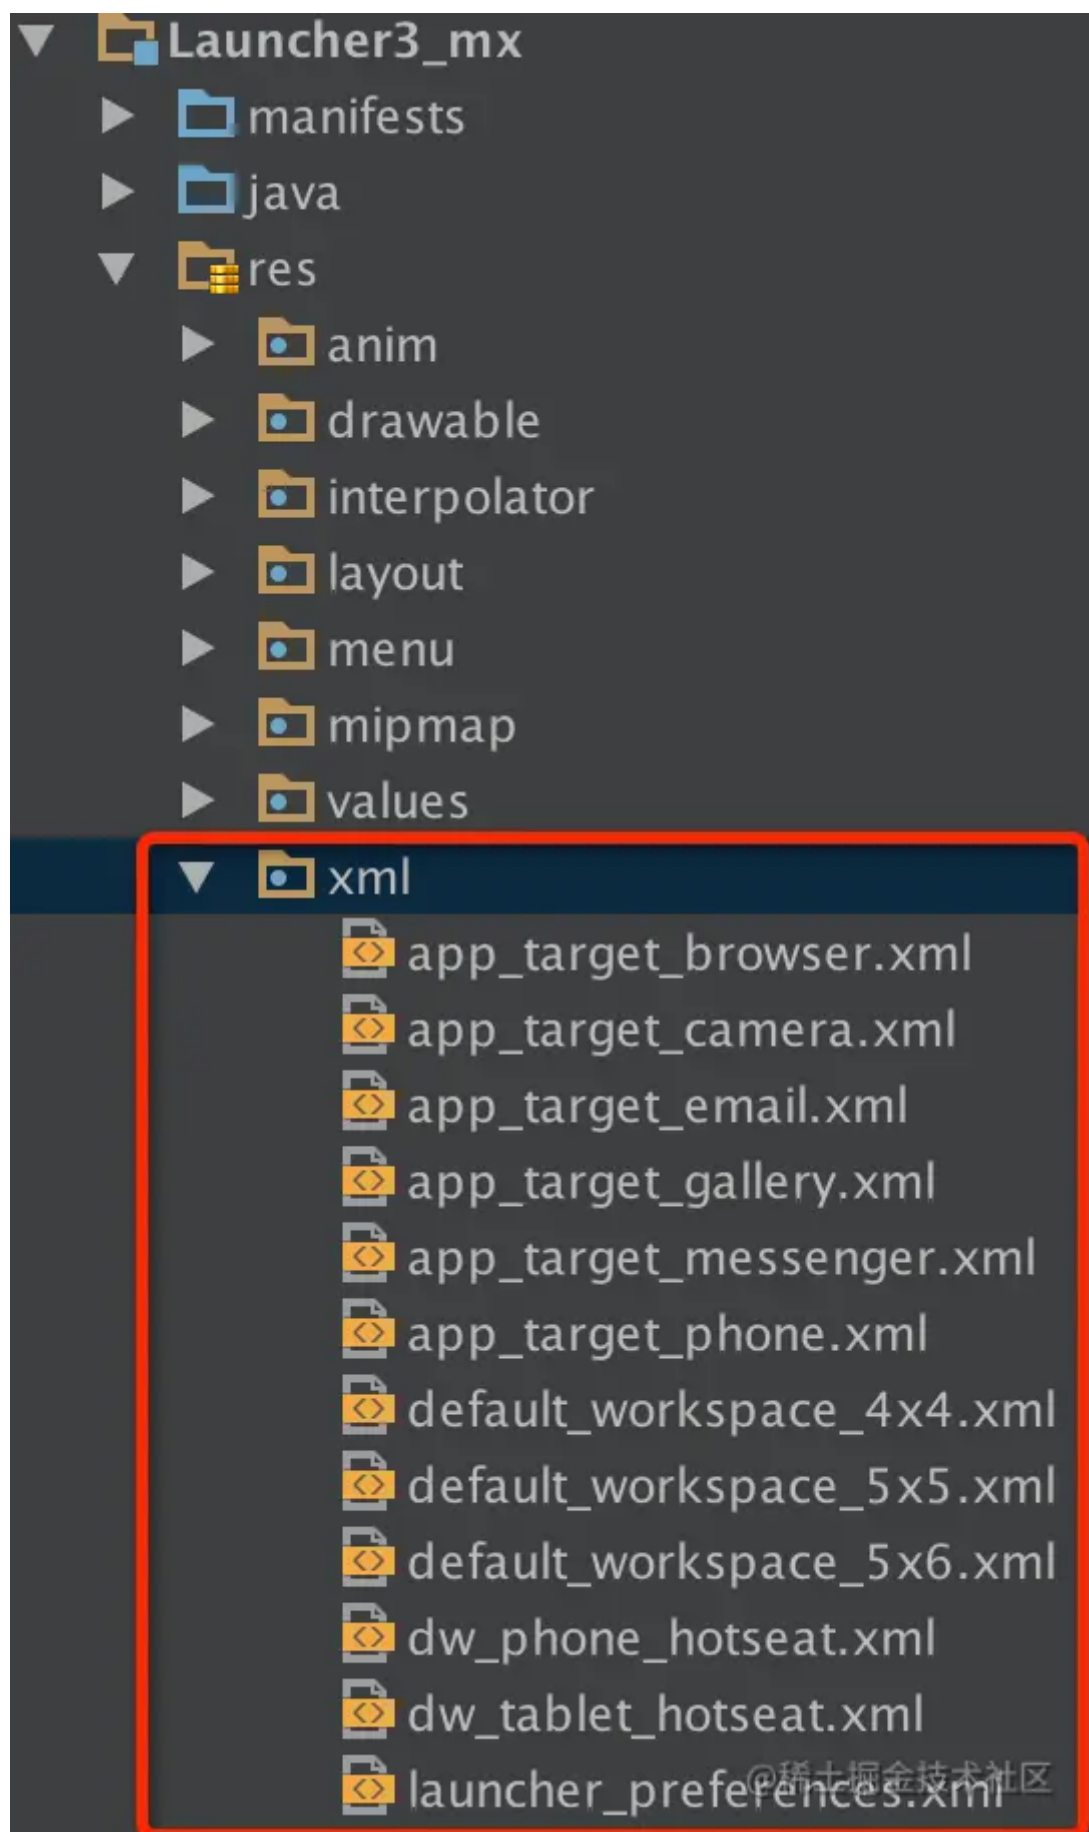 Launcher3_mx
manifests
java
res
anim
drawable
interpolator
layout
menu
mipmap
values
xml
app_target_browser.xml
app_target_camera.xml
app_target_email.xml
app_target_gallery.xml
app_target_messenger.xml
app_target_phone.xml
default_workspace_4x4.xml
default_workspace_5x5.xml
default_workspace_5x6.xml
dw_phone_hotseat.xml
dw_tablet_hotseat.xml
launcher_preferences.xml
@稀土掘金技术社区